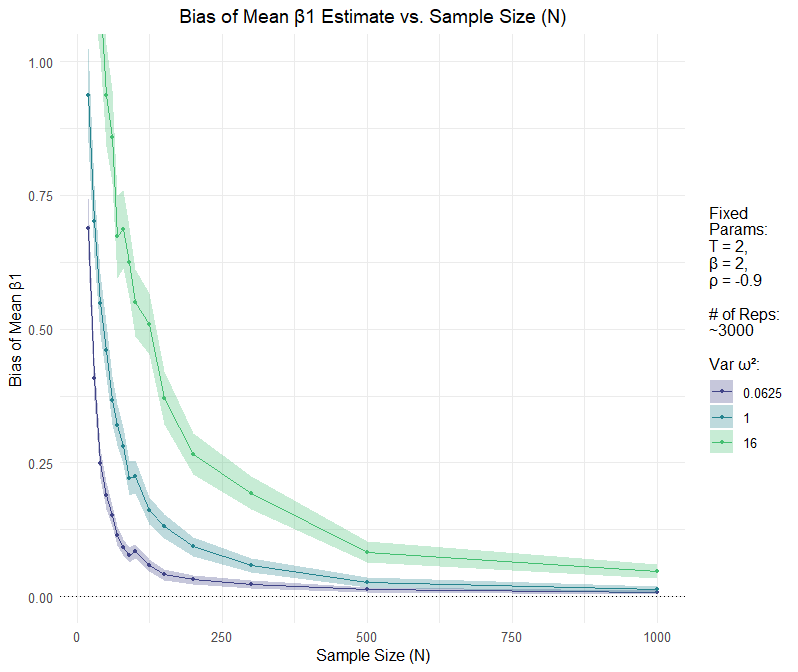 Bias of Mean β1 Estimate vs. Sample Size (N)
Bias of Mean β1
1.00
0.75
0.50
0.25
0.00
0
250
500
750
1000
Sample Size (N)
Fixed
Params:
T = 2,
β = 2,
ρ = -0.9
# of Reps:
~3000
Var ω²:
0.0625
1
16